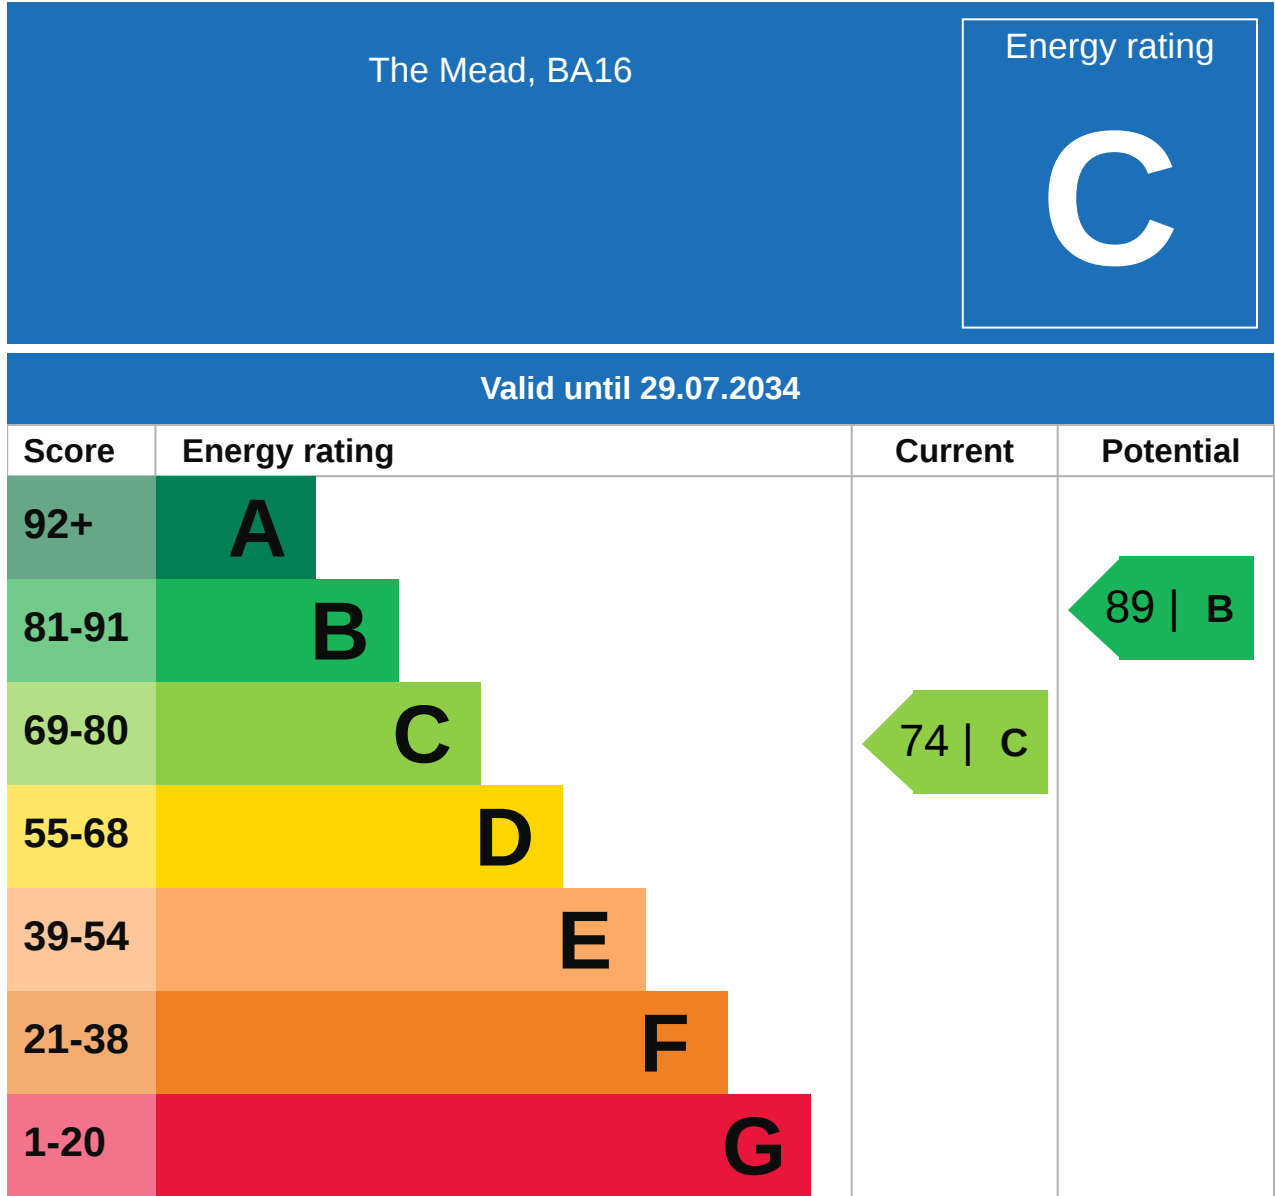 The Mead, BA16
Energy rating
C
Valid until 29.07.2034
Score Energy rating Current Potential
92+ A
81-91 B
89 | B
69-80 C
74 | C
55-68 D
39-54 E
21-38 F
1-20 G